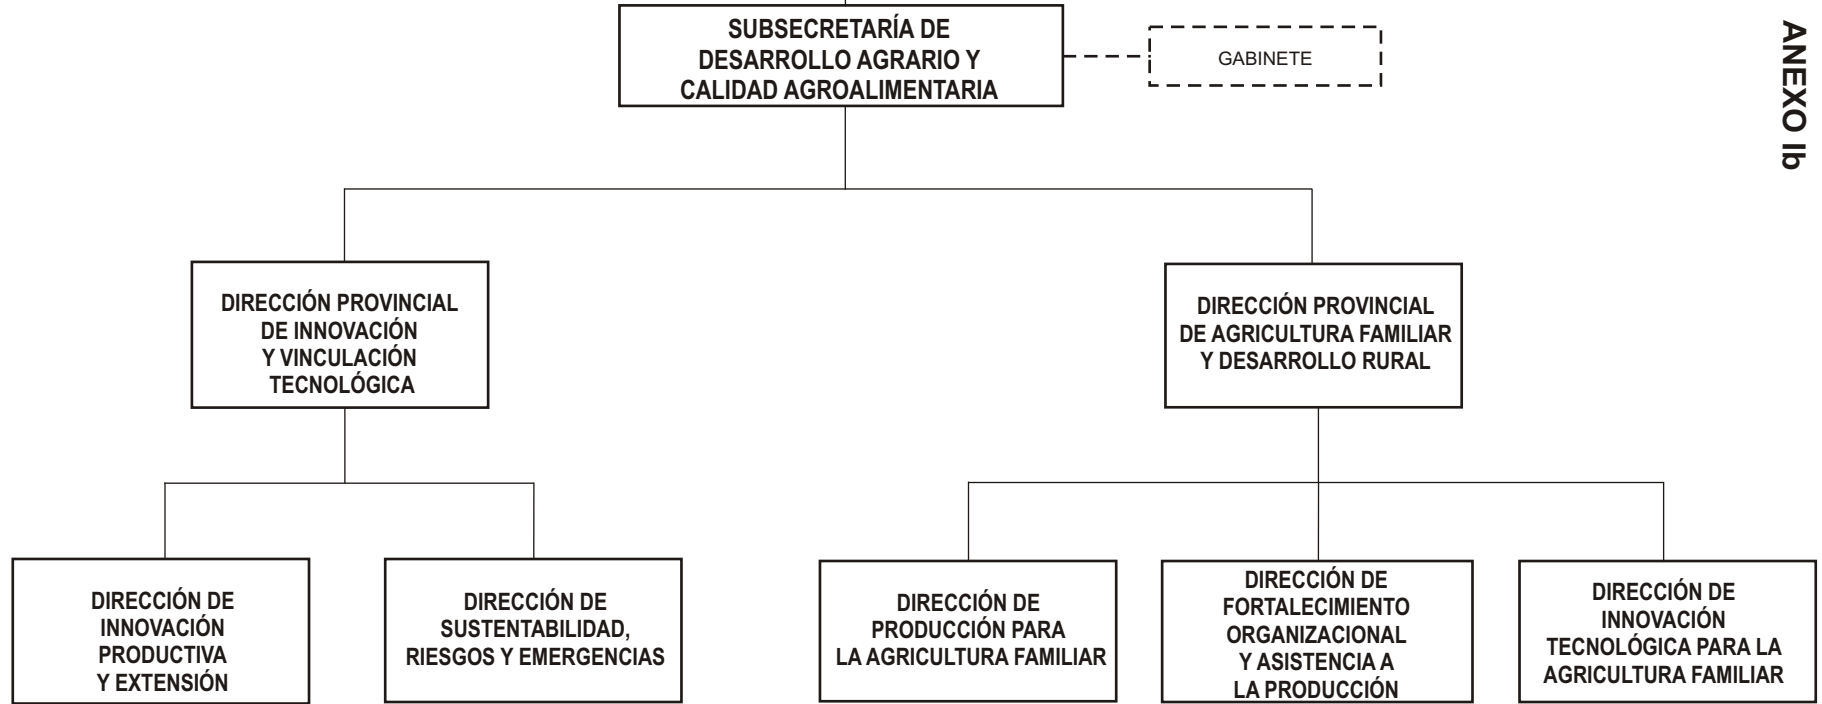 SUBSECRETARÍA DE
DESARROLLO AGRARIO Y
CALIDAD AGROALIMENTARIA
GABINETE
ANEXO Ib
DIRECCIÓN PROVINCIAL
DE INNOVACIÓN
Y VINCULACIÓN
TECNOLÓGICA
DIRECCIÓN PROVINCIAL
DE AGRICULTURA FAMILIAR
Y DESARROLLO RURAL
DIRECCIÓN DE
INNOVACIÓN
PRODUCTIVA
Y EXTENSIÓN
DIRECCIÓN DE
SUSTENTABILIDAD,
RIESGOS Y EMERGENCIAS
DIRECCIÓN DE
PRODUCCIÓN PARA
LA AGRICULTURA FAMILIAR
DIRECCIÓN DE
FORTALECIMIENTO
ORGANIZACIONAL
Y ASISTENCIA A
LA PRODUCCIÓN
DIRECCIÓN DE
INNOVACIÓN
TECNOLÓGICA PARA LA
AGRICULTURA FAMILIAR